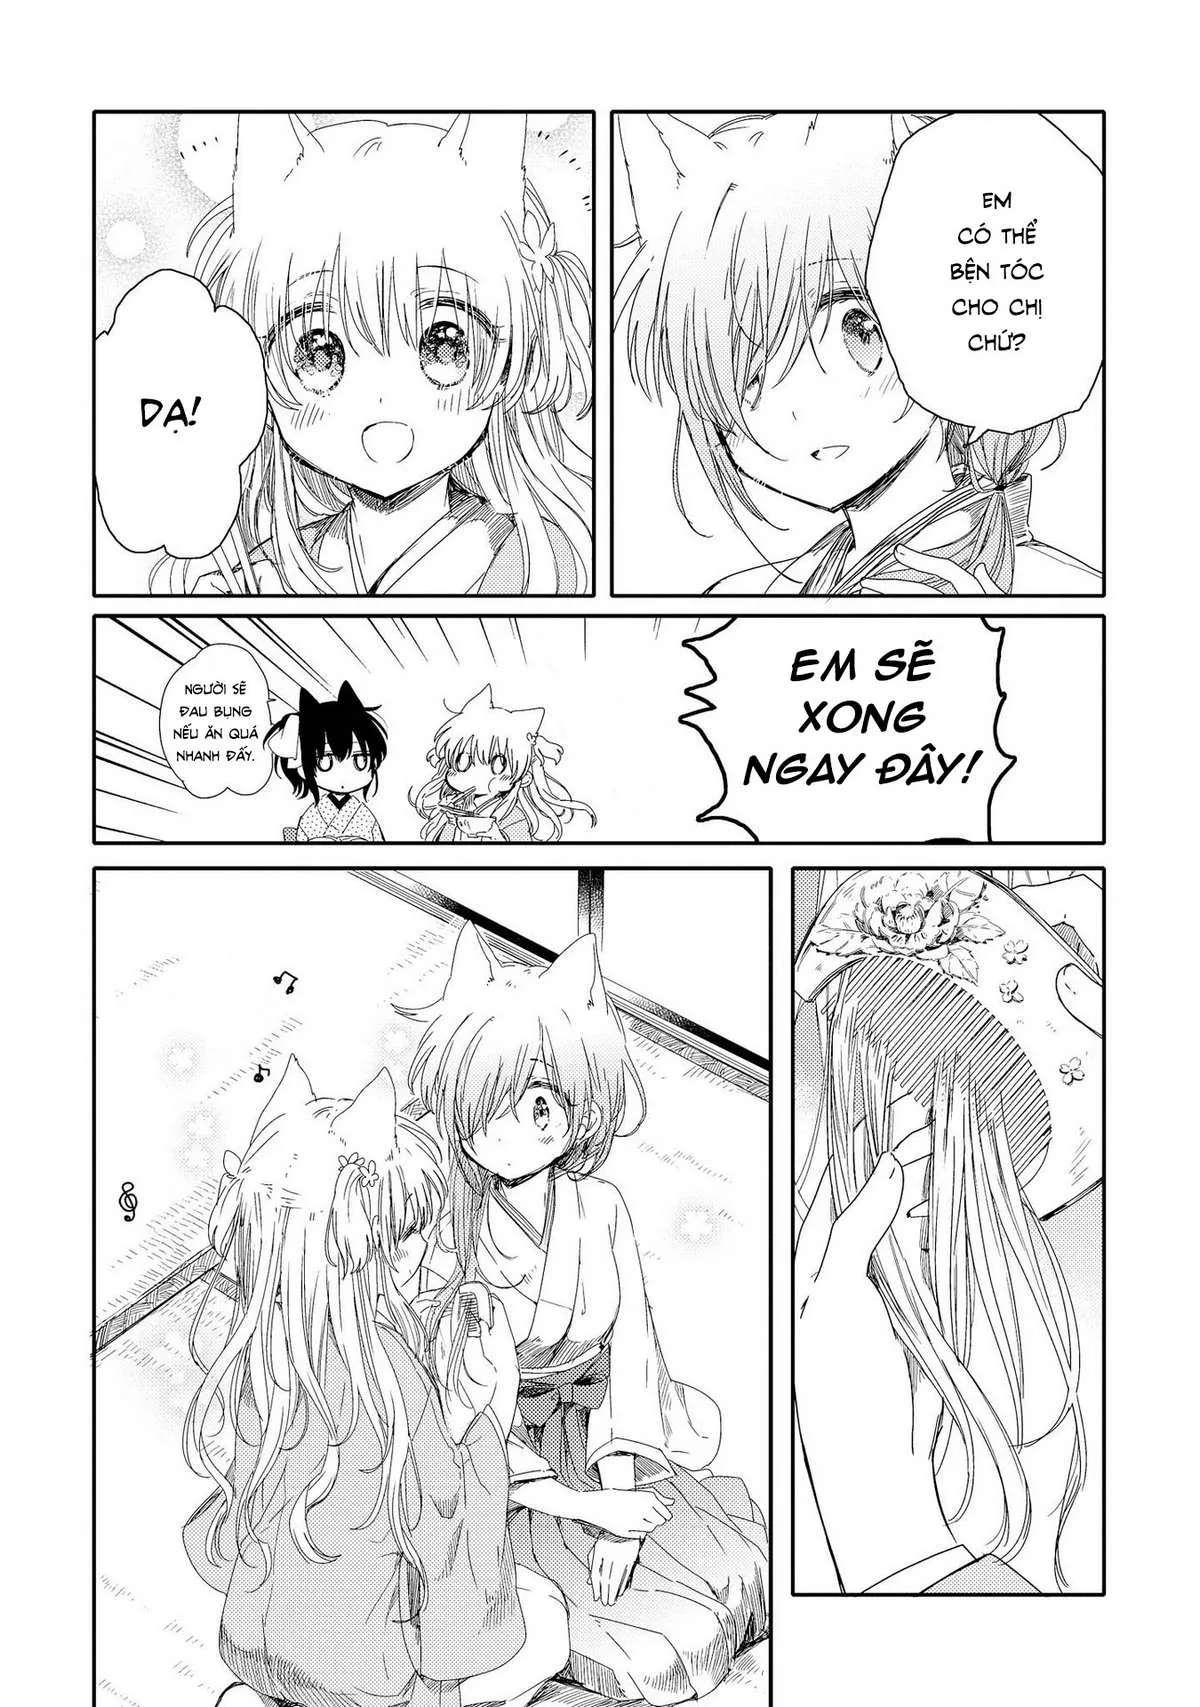 EM
CÓ THỂ
BỆN TÓC
CHO CHỊ
CHỨ?
DẠ!
EM SẼ
XONG
NGAY ĐÂY!
NGƯỜI SẼ
ĐAU BỤNG
NẾU ĂN QUÁ
NHANH ĐẤY.